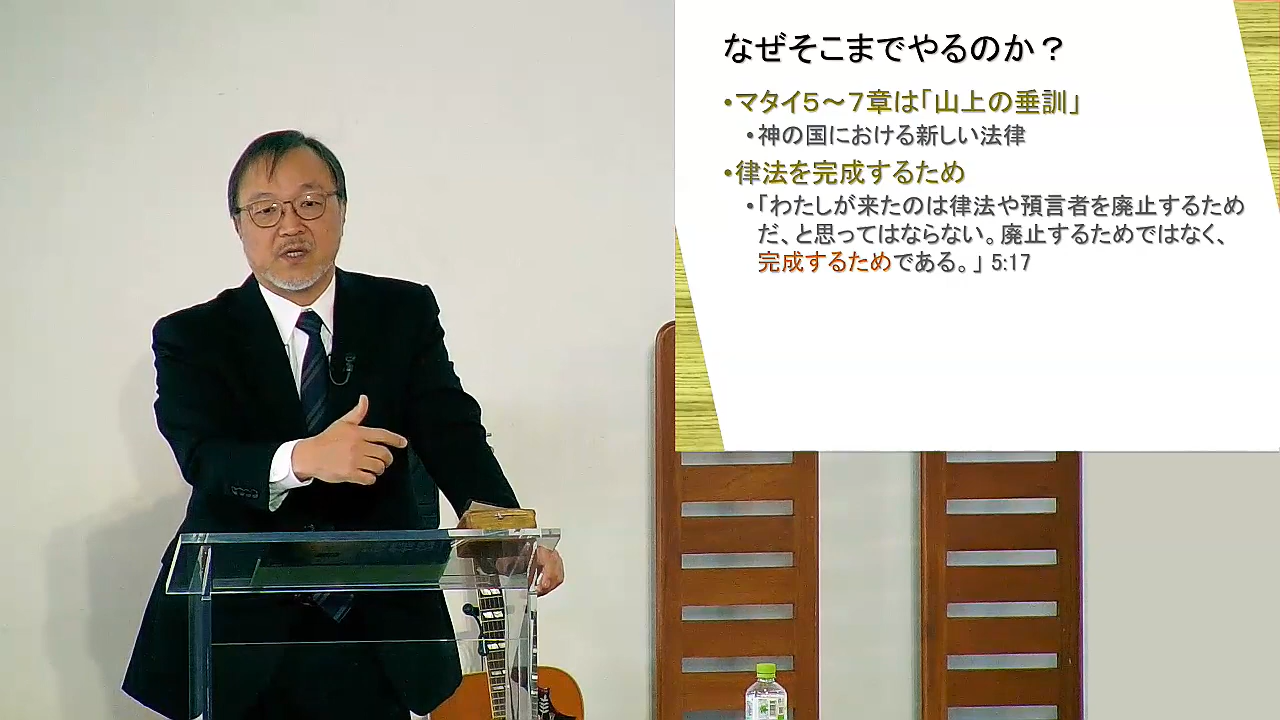 なぜそこまでやるのか？
•マタイ５～７章は「山上の垂訓」
•神の国における新しい法律
•律法を完成するため
•「わたしが来たのは律法や預言者を廃止するため
だ、と思ってはならない。廃止するためではなく、
完成するためである。」 5:17